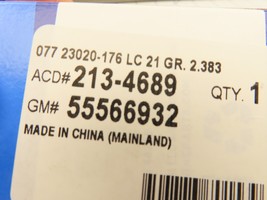 077 23020-176 LC 21 GR. 2.383
ACD# 213-4689
QTY. 1
GM# 55566932
MADE IN CHINA (MAINLAND)